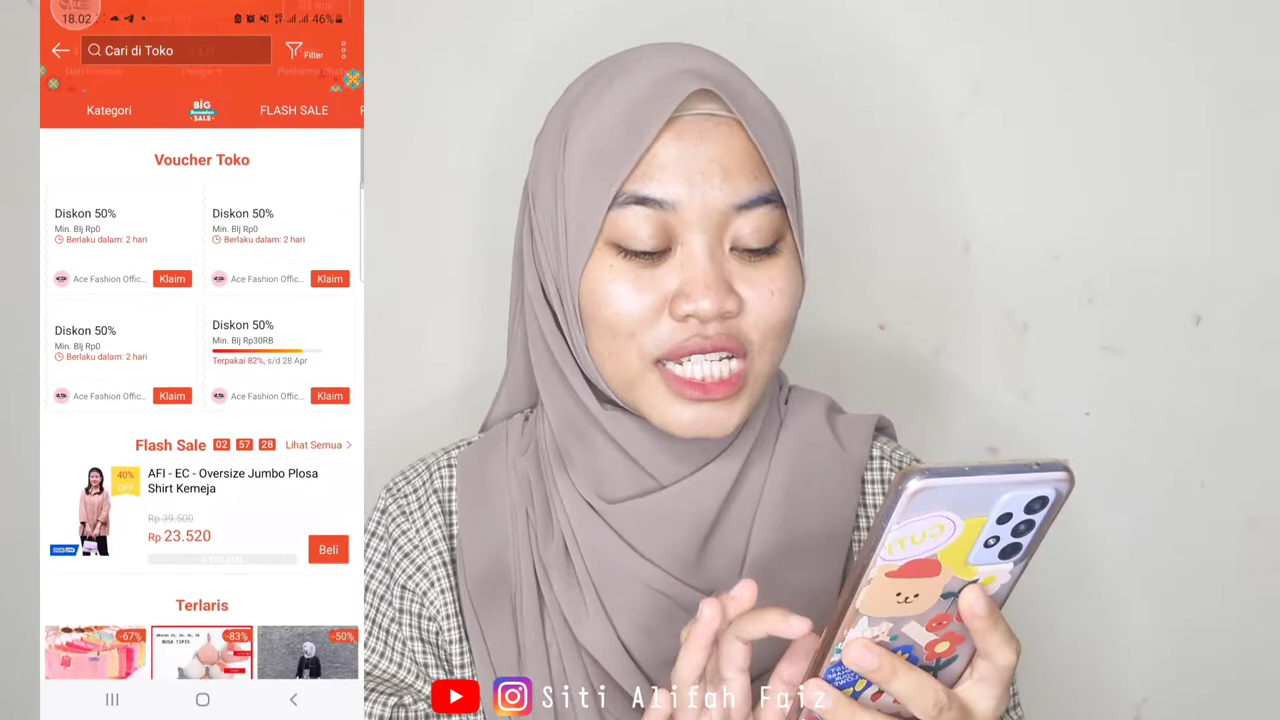 18.02
46%
Cari di Toko
Filter
Kategori
BIG
Ramadan
SALE
FLASH SALE
Voucher Toko
Diskon 50%
Min. Blj Rp0
Berlaku dalam: 2 hari
Ace Fashion Offic...
Klaim
Diskon 50%
Min. Blj Rp0
Berlaku dalam: 2 hari
Ace Fashion Offic...
Klaim
Diskon 50%
Min. Blj Rp0
Berlaku dalam: 2 hari
Ace Fashion Offic...
Klaim
Diskon 50%
Min. Blj Rp30RB
Terpakai 82%, s/d 28 Apr
Ace Fashion Offic...
Klaim
Flash Sale 02 57 28 Lihat Semua
40%
OFF
AFI - EC - Oversize Jumbo Plosa
Shirt Kemeja
Rp 39.500
Rp 23.520
Beli
Terlaris
-67%
-83%
BUSA TIPIS
-50%
CUTI
Siti Alifah Faiz